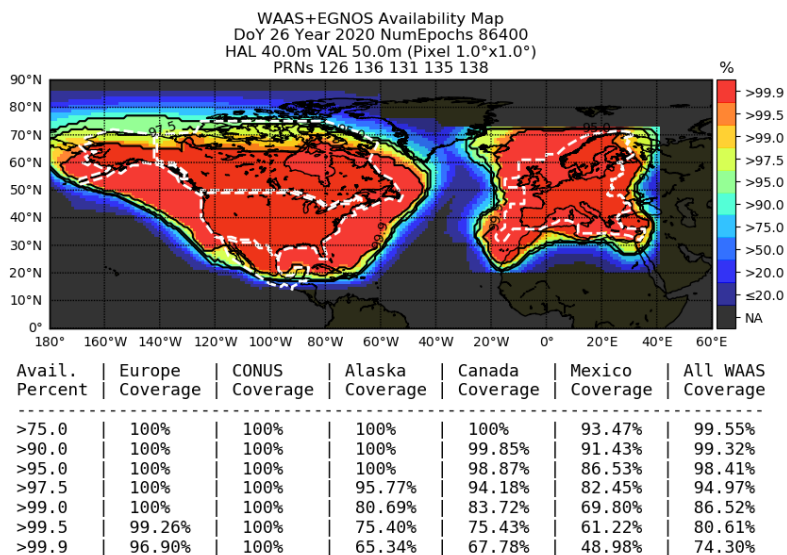 WAAS+EGNOS Availability Map
DoY 26 Year 2020 NumEpochs 86400
HAL 40.0m VAL 50.0m (Pixel 1.0°x1.0°)
PRNs 126 136 131 135 138
%
90°N
80°N
70°N
60°N
50°N
40°N
30°N
20°N
10°N
0°
180° 160°W 140°W 120°W 100°W 80°W 60°W 40°W 20°W 0° 20°E 40°E 60°E
>99.9
>99.5
>99.0
>97.5
>95.0
>90.0
>75.0
>50.0
>20.0
≤20.0
NA
Avail. | Europe | CONUS | Alaska | Canada | Mexico | All WAAS
Percent | Coverage | Coverage | Coverage | Coverage | Coverage | Coverage
>75.0 | 100% | 100% | 100% | 100% | 93.47% | 99.55%
>90.0 | 100% | 100% | 100% | 99.85% | 91.43% | 99.32%
>95.0 | 100% | 100% | 100% | 98.87% | 86.53% | 98.41%
>97.5 | 100% | 100% | 95.77% | 94.18% | 82.45% | 94.97%
>99.0 | 100% | 100% | 80.69% | 83.72% | 69.80% | 86.52%
>99.5 | 99.26% | 100% | 75.40% | 75.43% | 61.22% | 80.61%
>99.9 | 96.90% | 100% | 65.34% | 67.78% | 48.98% | 74.30%